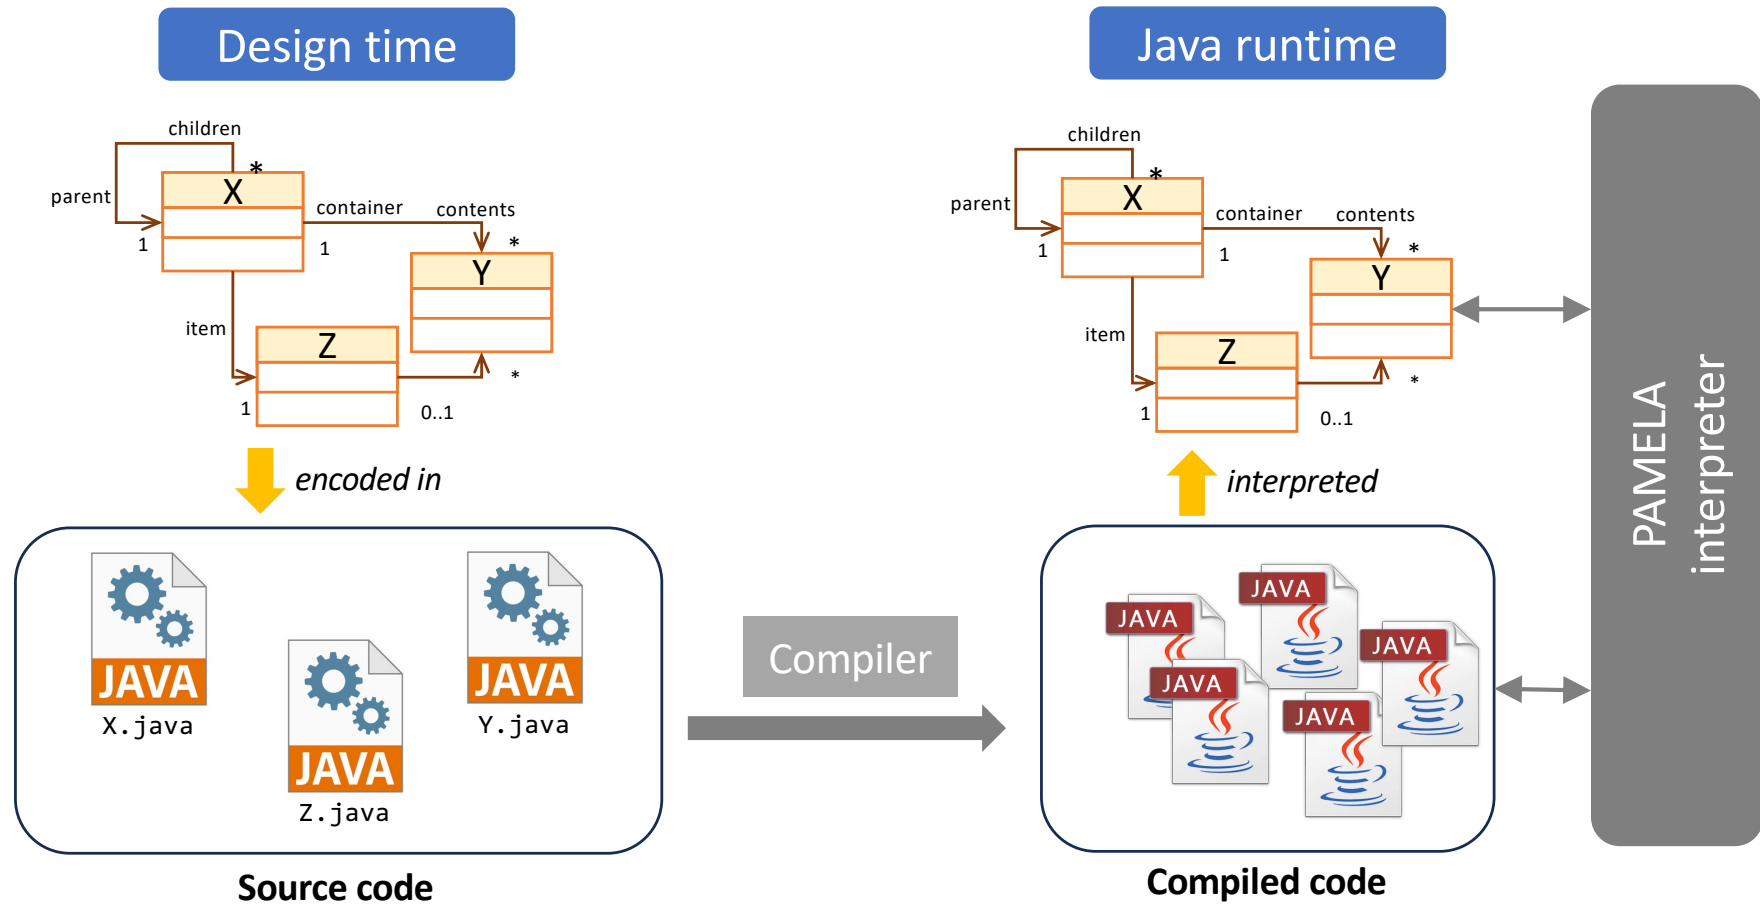 Design time
Java runtime
children
*
X
parent
1
container
contents
1
*
Y
item
Z
1
0..1
*
encoded in
JAVA
X.java
JAVA
Z.java
JAVA
Y.java
Source code
Compiler
children
*
X
parent
1
container
contents
1
*
Y
item
Z
1
0..1
*
interpreted
JAVA
JAVA
JAVA
JAVA
JAVA
Compiled code
PAMELA
interpreter